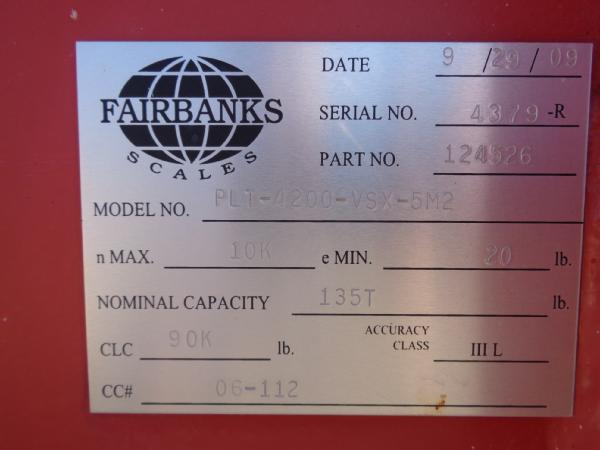 FAIRBANKS
SCALES
DATE 9 /29 / 09
SERIAL NO. 4379 -R
PART NO. 124526
MODEL NO. PLT-4200-VSX-5M2
n MAX. 10K e MIN. 20 lb.
NOMINAL CAPACITY 135T lb.
CLC 90K lb. ACCURACY CLASS III L
CC# 06-112